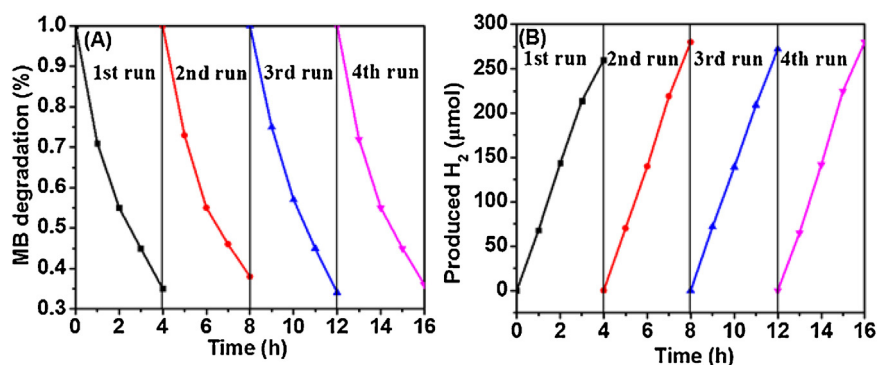 (A)
1st run 2nd run 3rd run 4th run
MB degradation (%)
1.0
0.9
0.8
0.7
0.6
0.5
0.4
0.3
0 2 4 6 8 10 12 14 16
Time (h)
(B)
1st run 2nd run 3rd run 4th run
Produced H₂ (μmol)
300
250
200
150
100
50
0
0 2 4 6 8 10 12 14 16
Time (h)